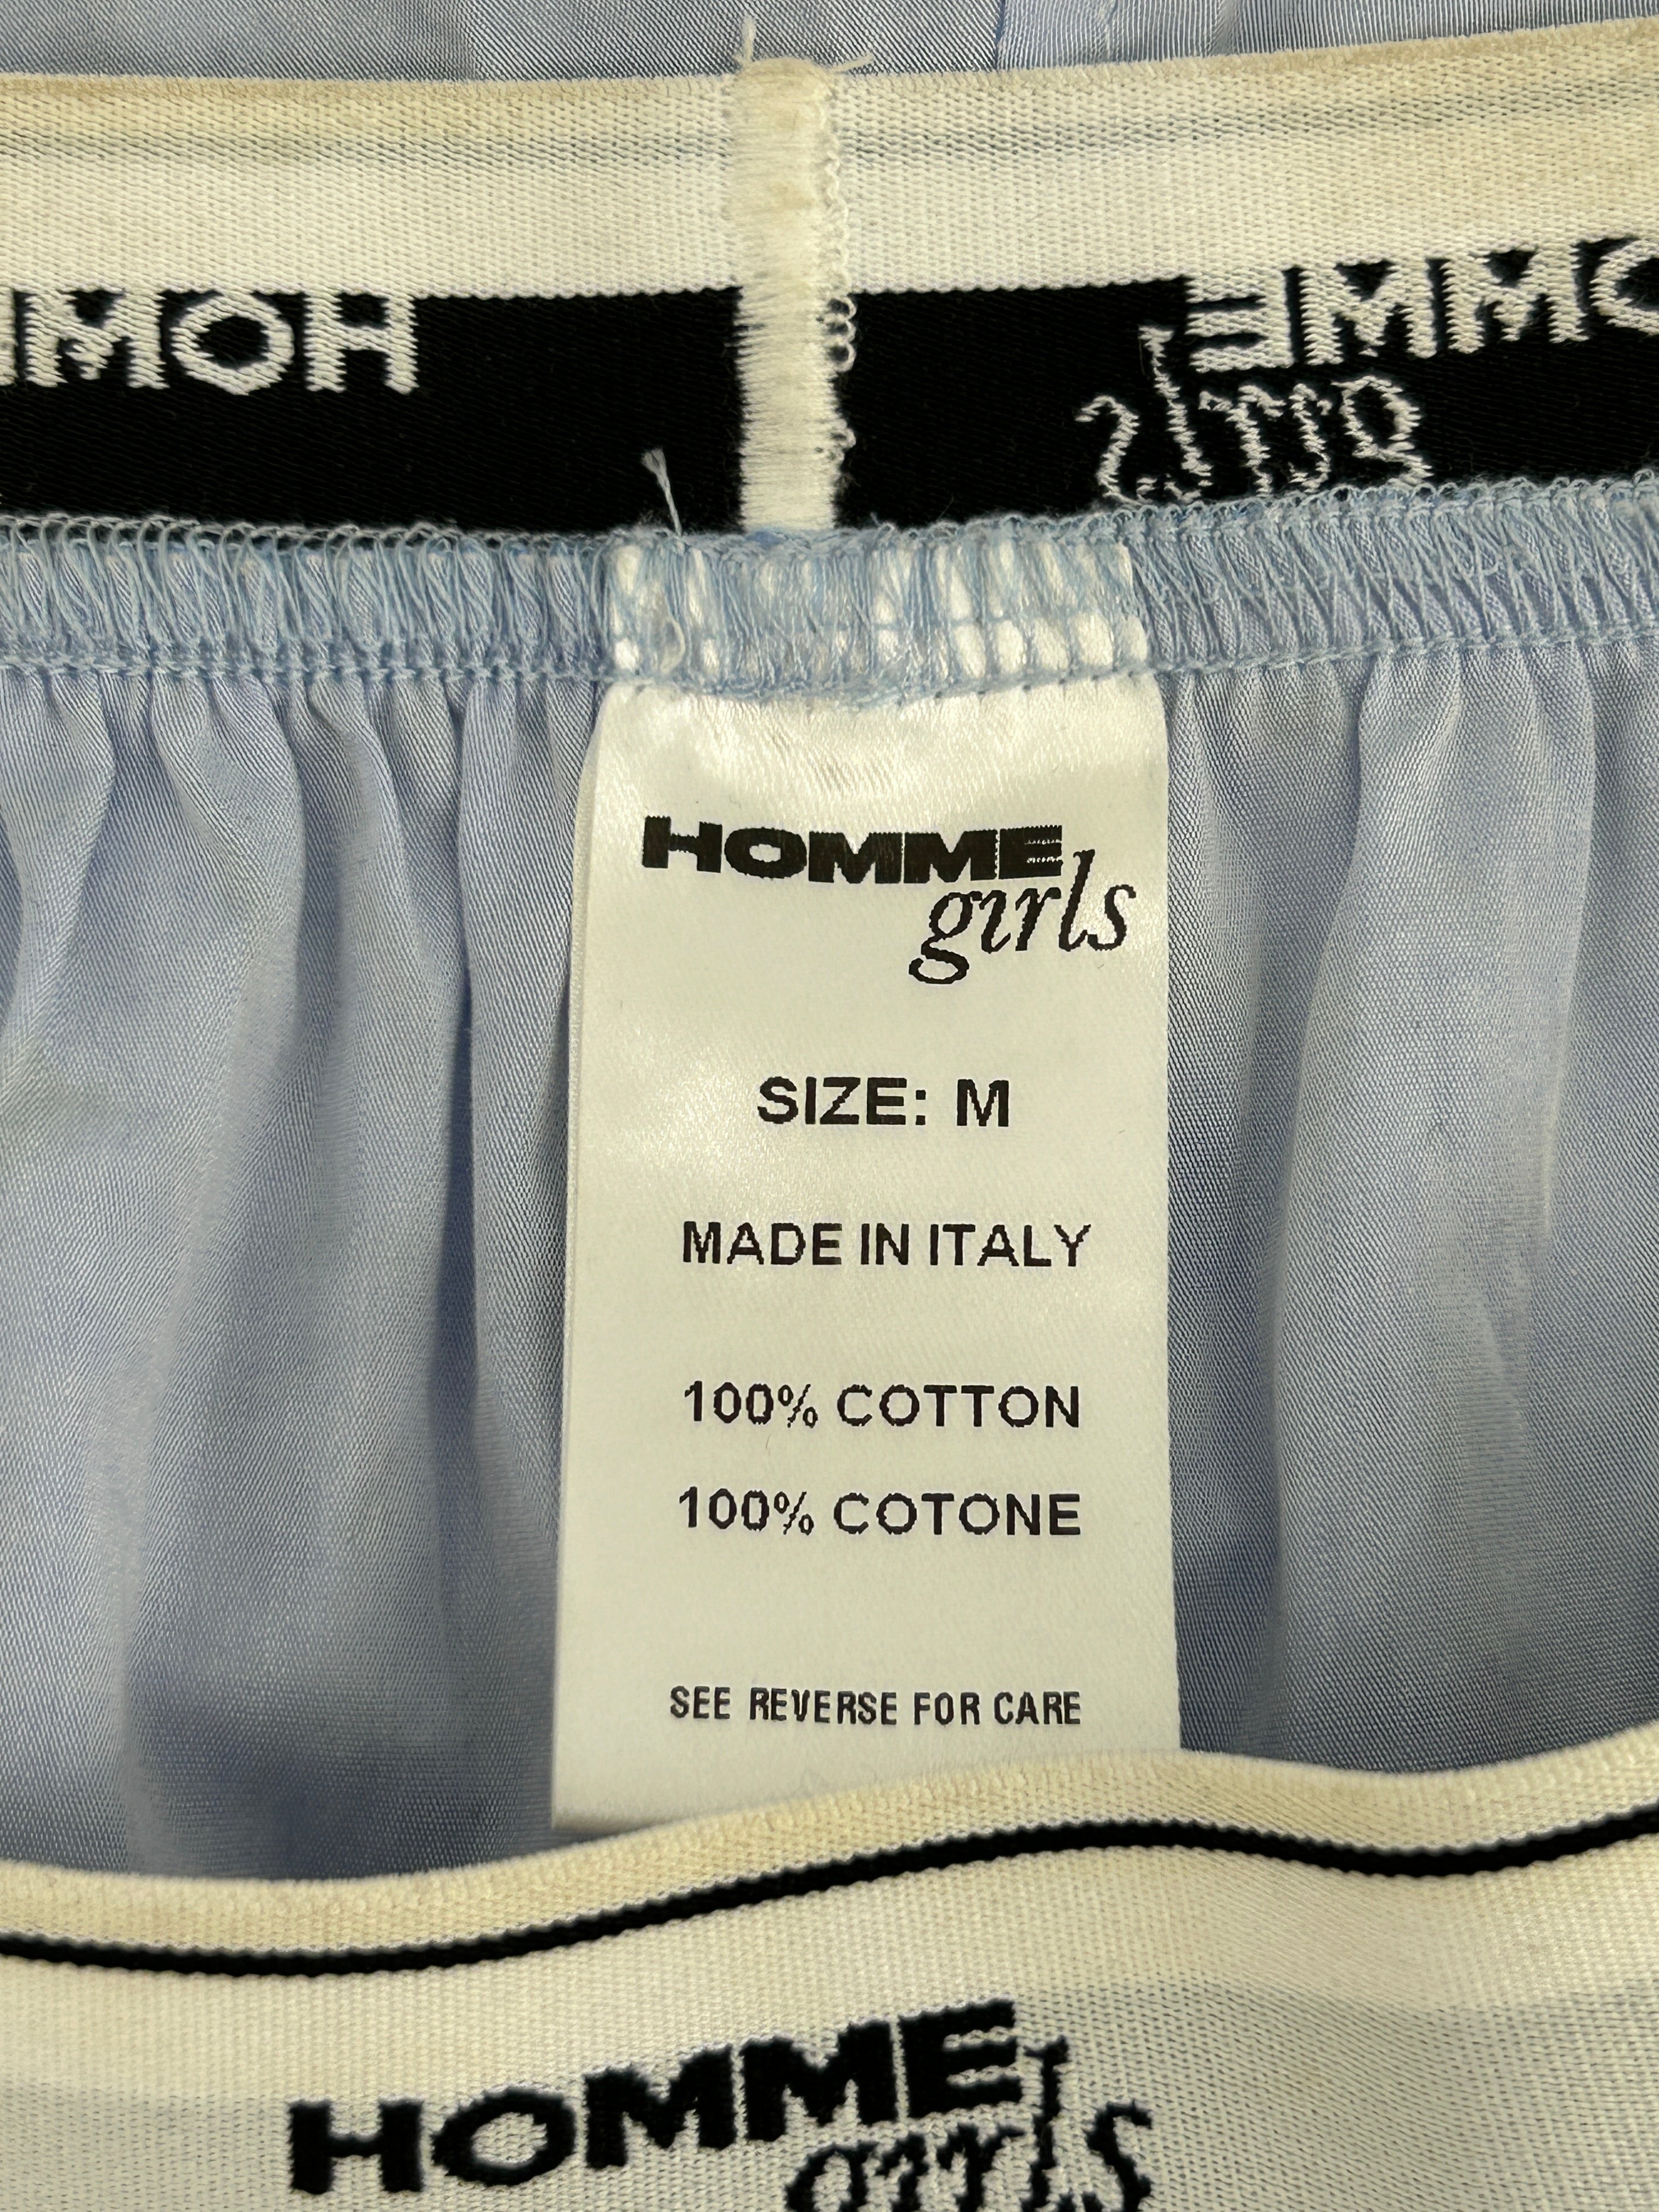 HOMME
HOMME
girls
HOMME
girls
SIZE: M
MADE IN ITALY
100% COTTON
100% COTONE
SEE REVERSE FOR CARE
HOMME
girls